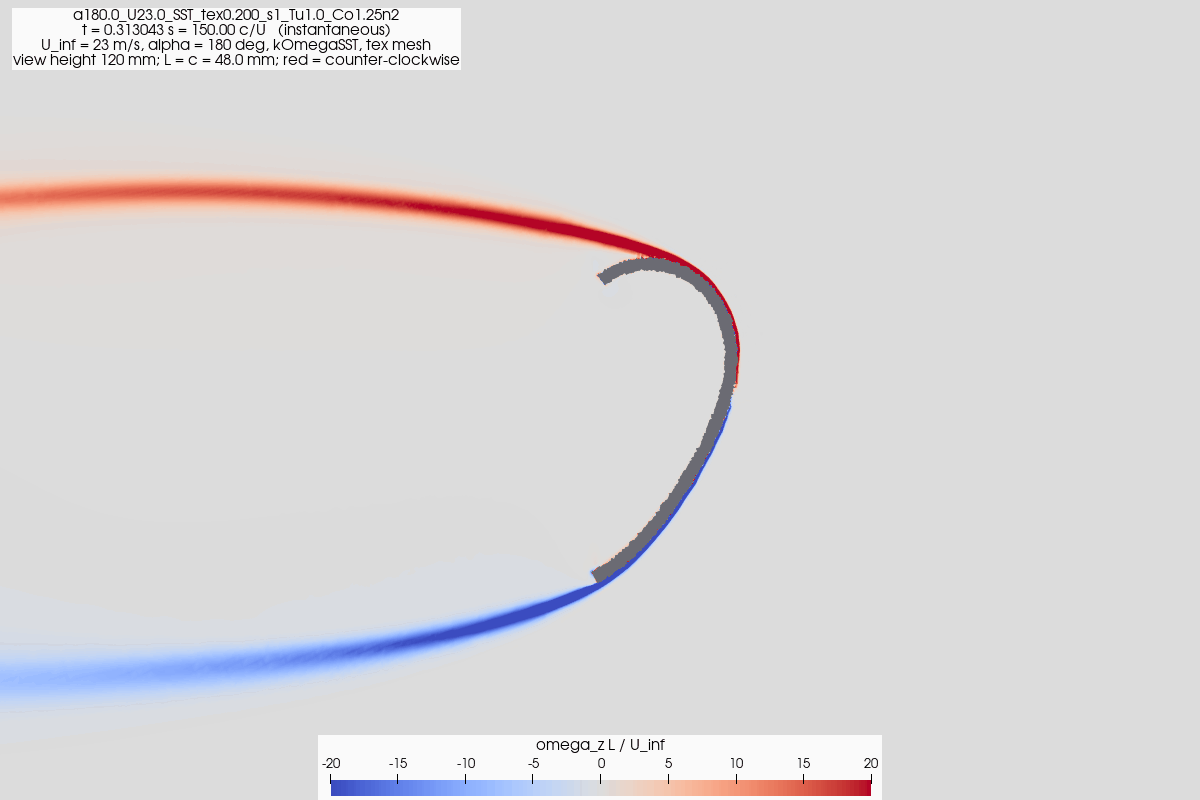 a180.0_U23.0_SST_tex0.200_s1_Tu1.0_Co1.25n2
t = 0.313043 s = 150.00 c/U (instantaneous)
U_inf = 23 m/s, alpha = 180 deg, kOmegaSST, tex mesh
view height 120 mm; L = c = 48.0 mm; red = counter-clockwise
omega_z L / U_inf
-20 -15 -10 -5 0 5 10 15 20